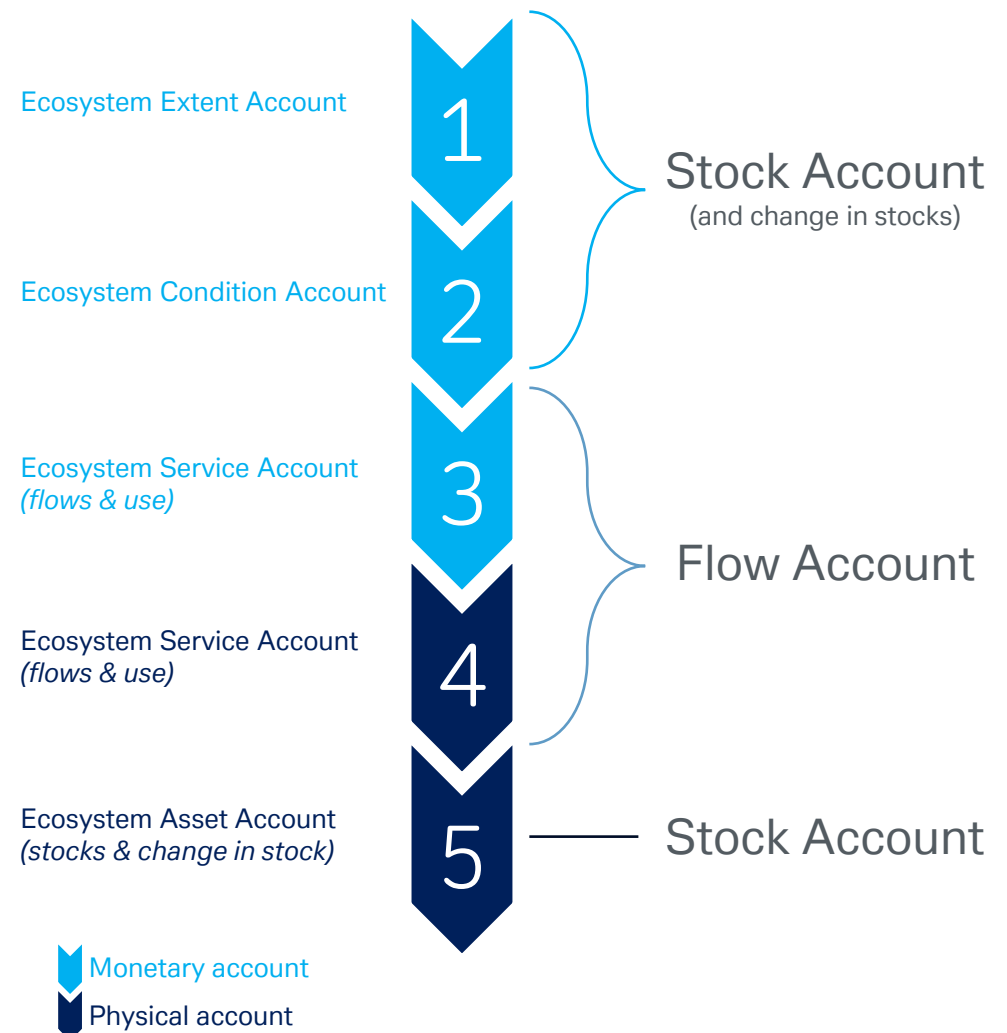 Ecosystem Extent Account
1
Stock Account
(and change in stocks)
Ecosystem Condition Account
2
Ecosystem Service Account
(flows & use)
3
Flow Account
Ecosystem Service Account
(flows & use)
4
Ecosystem Asset Account
(stocks & change in stock)
5
Stock Account
Monetary account
Physical account